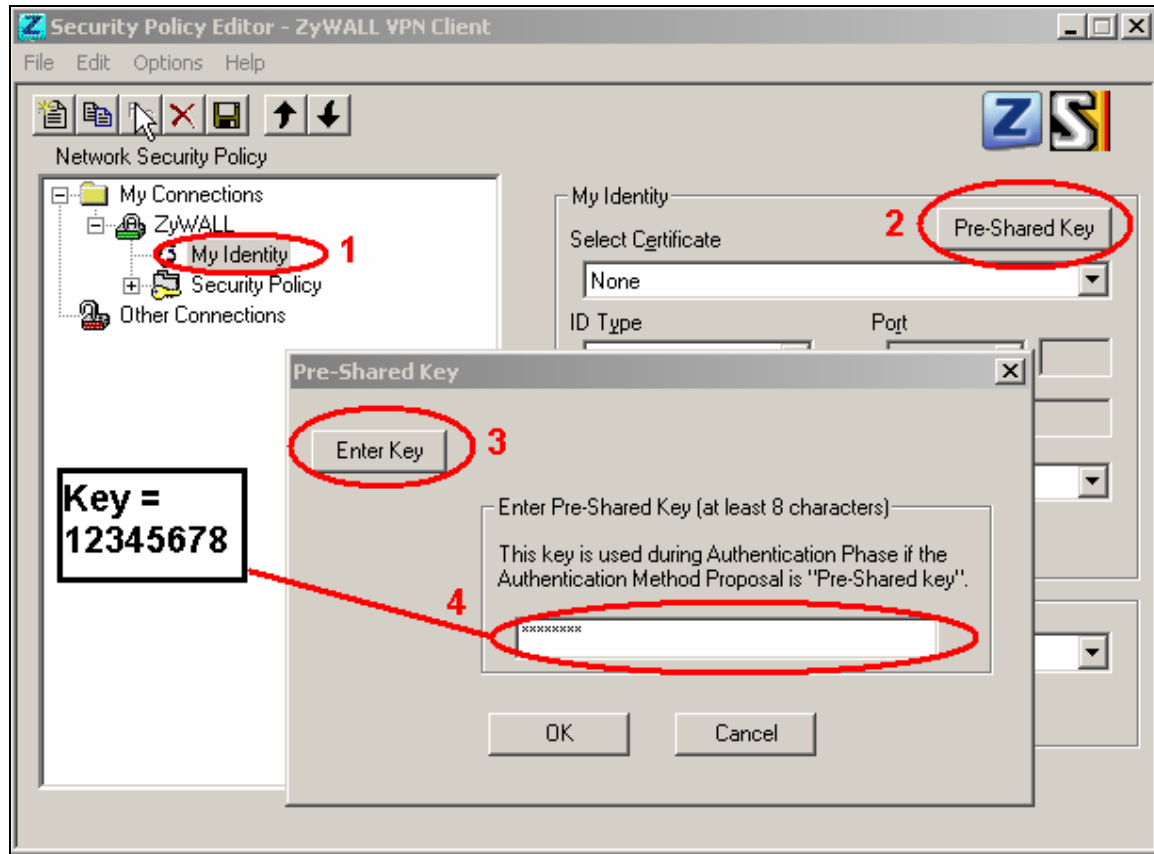 Security Policy Editor - ZyWALL VPN Client
File Edit Options Help
Network Security Policy
My Connections
ZyWALL
My Identity
1
Security Policy
Other Connections
My Identity
2
Pre-Shared Key
Select Certificate
None
ID Type
Port
Pre-Shared Key
Enter Key
3
Key =
12345678
Enter Pre-Shared Key (at least 8 characters)
This key is used during Authentication Phase if the
Authentication Method Proposal is "Pre-Shared key".
4
********
OK
Cancel